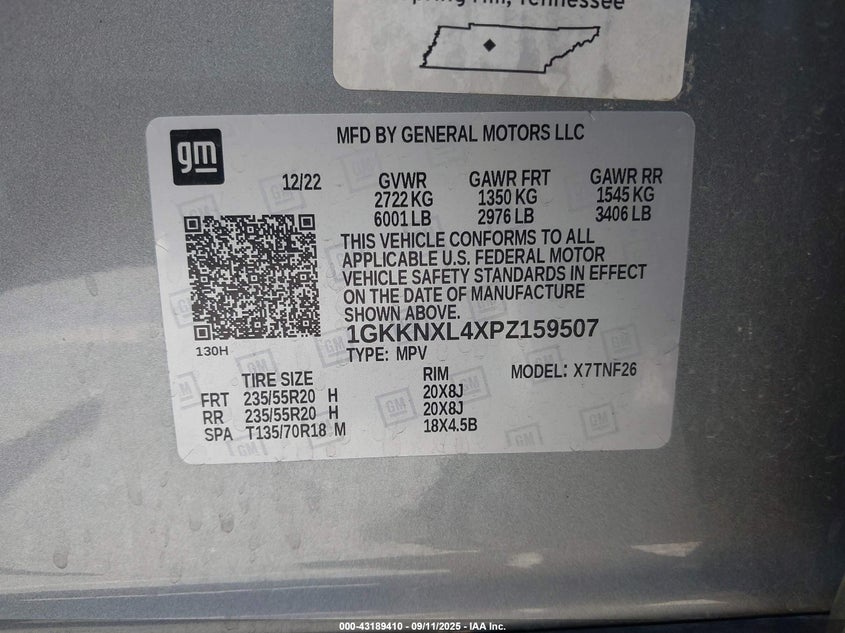 Spring Hill, Tennessee
gm
MFD BY GENERAL MOTORS LLC
12/22 GVWR GAWR FRT GAWR RR
2722 KG 1350 KG 1545 KG
6001 LB 2976 LB 3406 LB
THIS VEHICLE CONFORMS TO ALL
APPLICABLE U.S. FEDERAL MOTOR
VEHICLE SAFETY STANDARDS IN EFFECT
ON THE DATE OF MANUFACTURE
SHOWN ABOVE.
1GKKNXL4XPZ159507
130H
TYPE: MPV
TIRE SIZE RIM MODEL: X7TNF26
FRT 235/55R20 H 20X8J
RR 235/55R20 H 20X8J
SPA T135/70R18 M 18X4.5B
000-43189410 - 09/11/2025 - IAA Inc.